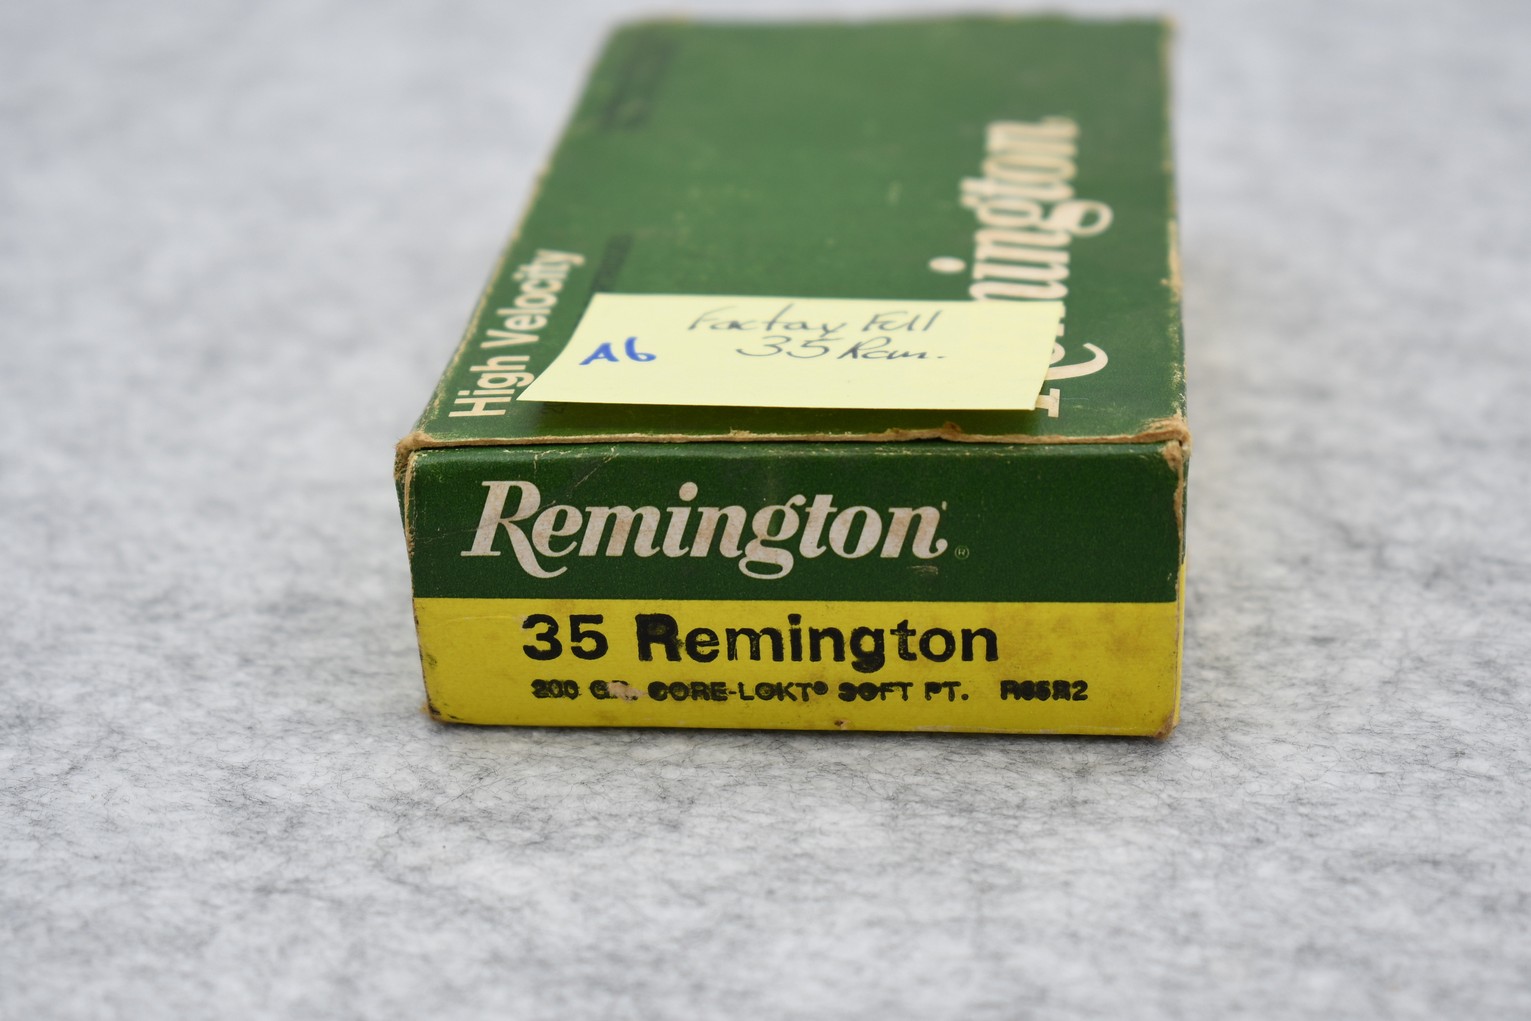 High Velocity
Remington
Factory Full
A6 35 Rem.
Remington®
35 Remington
200 GR. CORE-LOKT® SOFT PT. R35R2